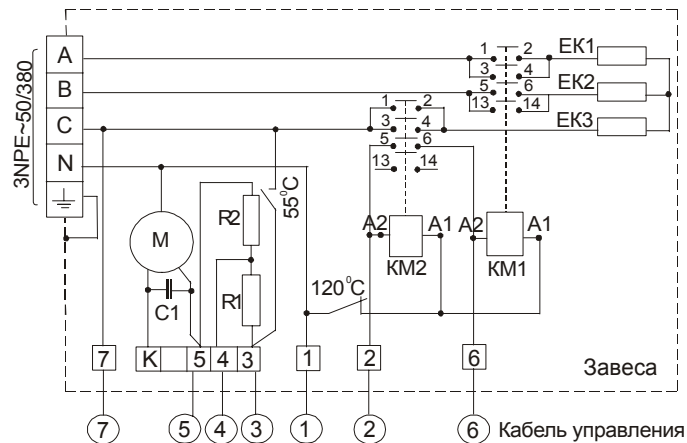 3NPE~50/380
A
B
C
N
1 2
3 4
5 6
13 14
EK1
EK2
EK3
1 2
3 4
5 6
13 14
M
C1
R2
R1
55⁰C
120⁰C
A2 A1
KM2
A2 A1
KM1
7 K 5 4 3 1 2 6
Завеса
7 5 4 3 1 2 6 Кабель управления